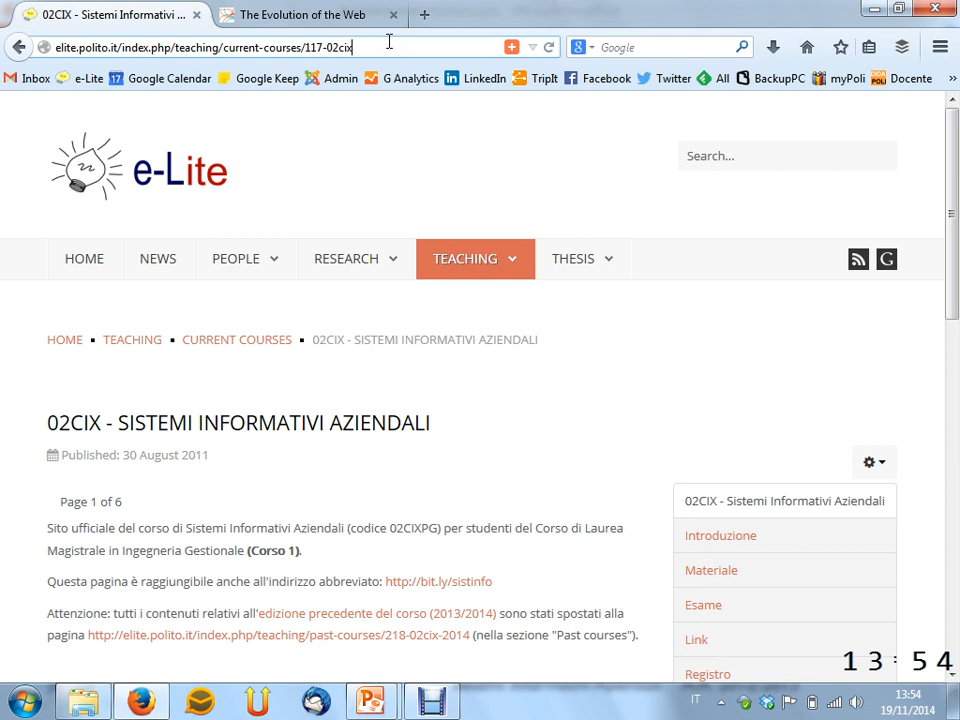 02CIX - Sistemi Informativi ...
The Evolution of the Web
elite.polito.it/index.php/teaching/current-courses/117-02cix
Google
Inbox e-Lite Google Calendar Google Keep Admin G Analytics LinkedIn TripIt Facebook Twitter All BackupPC myPoli Docente »
e-Lite
Search...
HOME NEWS PEOPLE RESEARCH TEACHING THESIS
HOME ▪ TEACHING ▪ CURRENT COURSES ▪ 02CIX - SISTEMI INFORMATIVI AZIENDALI
02CIX - SISTEMI INFORMATIVI AZIENDALI
Published: 30 August 2011
Page 1 of 6
Sito ufficiale del corso di Sistemi Informativi Aziendali (codice 02CIXPG) per studenti del Corso di Laurea
Magistrale in Ingegneria Gestionale (Corso 1).
Questa pagina è raggiungibile anche all'indirizzo abbreviato: http://bit.ly/sistinfo
Attenzione: tutti i contenuti relativi all'edizione precedente del corso (2013/2014) sono stati spostati alla
pagina http://elite.polito.it/index.php/teaching/past-courses/218-02cix-2014 (nella sezione "Past courses").
02CIX - Sistemi Informativi Aziendali
Introduzione
Materiale
Esame
Link
Registro
13:54
IT
13:54
19/11/2014